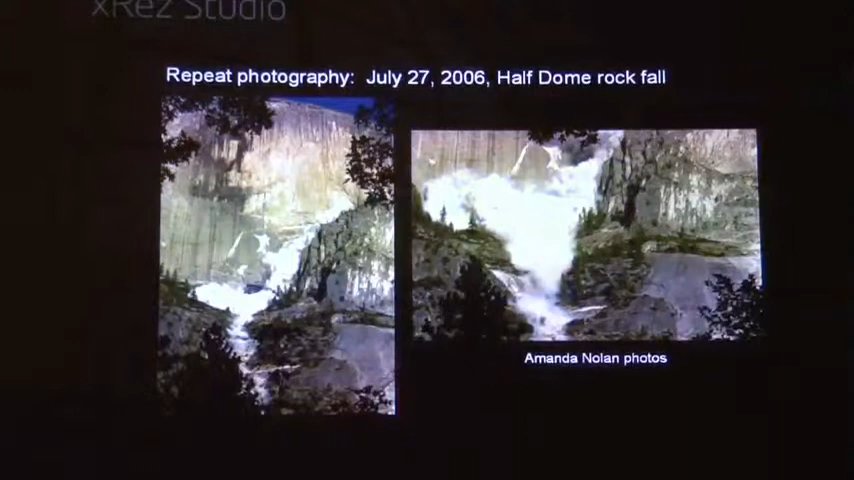 xRez Studio
Repeat photography: July 27, 2006, Half Dome rock fall
Amanda Nolan photos